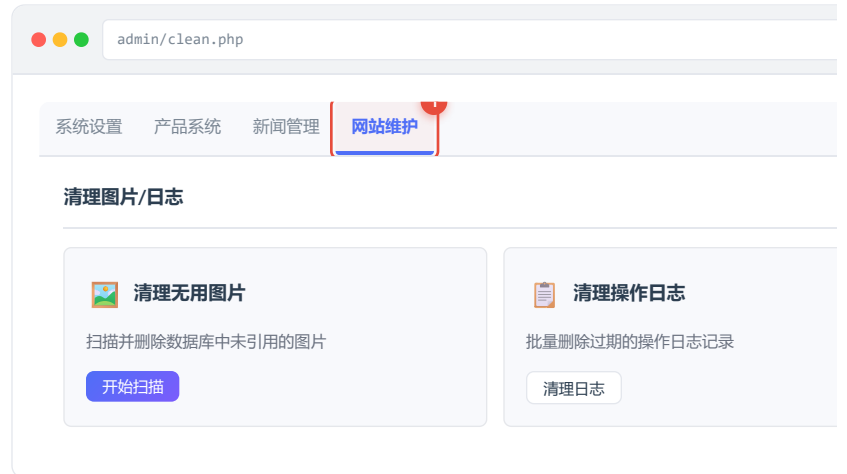 admin/clean.php
系统设置 产品系统 新闻管理 网站维护
清理图片/日志
清理无用图片
扫描并删除数据库中未引用的图片
开始扫描
清理操作日志
批量删除过期的操作日志记录
清理日志